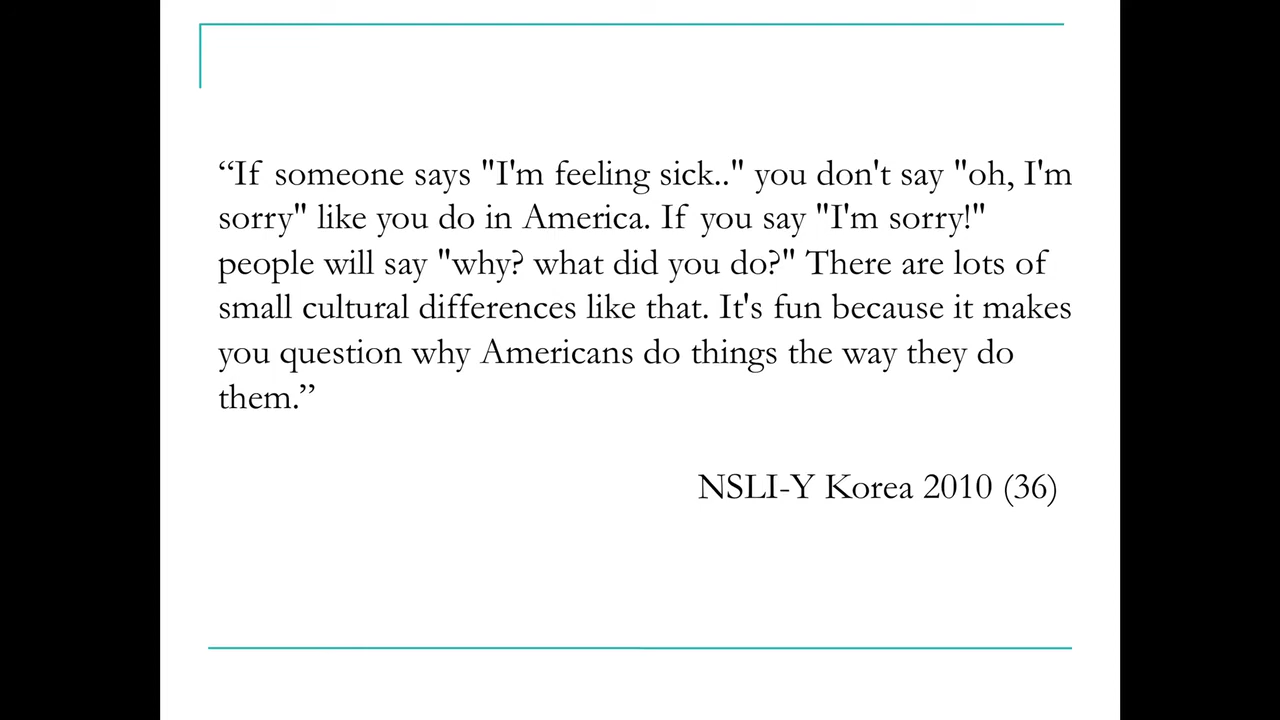 “If someone says "I'm feeling sick.." you don't say "oh, I'm
sorry" like you do in America. If you say "I'm sorry!"
people will say "why? what did you do?" There are lots of
small cultural differences like that. It's fun because it makes
you question why Americans do things the way they do
them.”
NSLI-Y Korea 2010 (36)